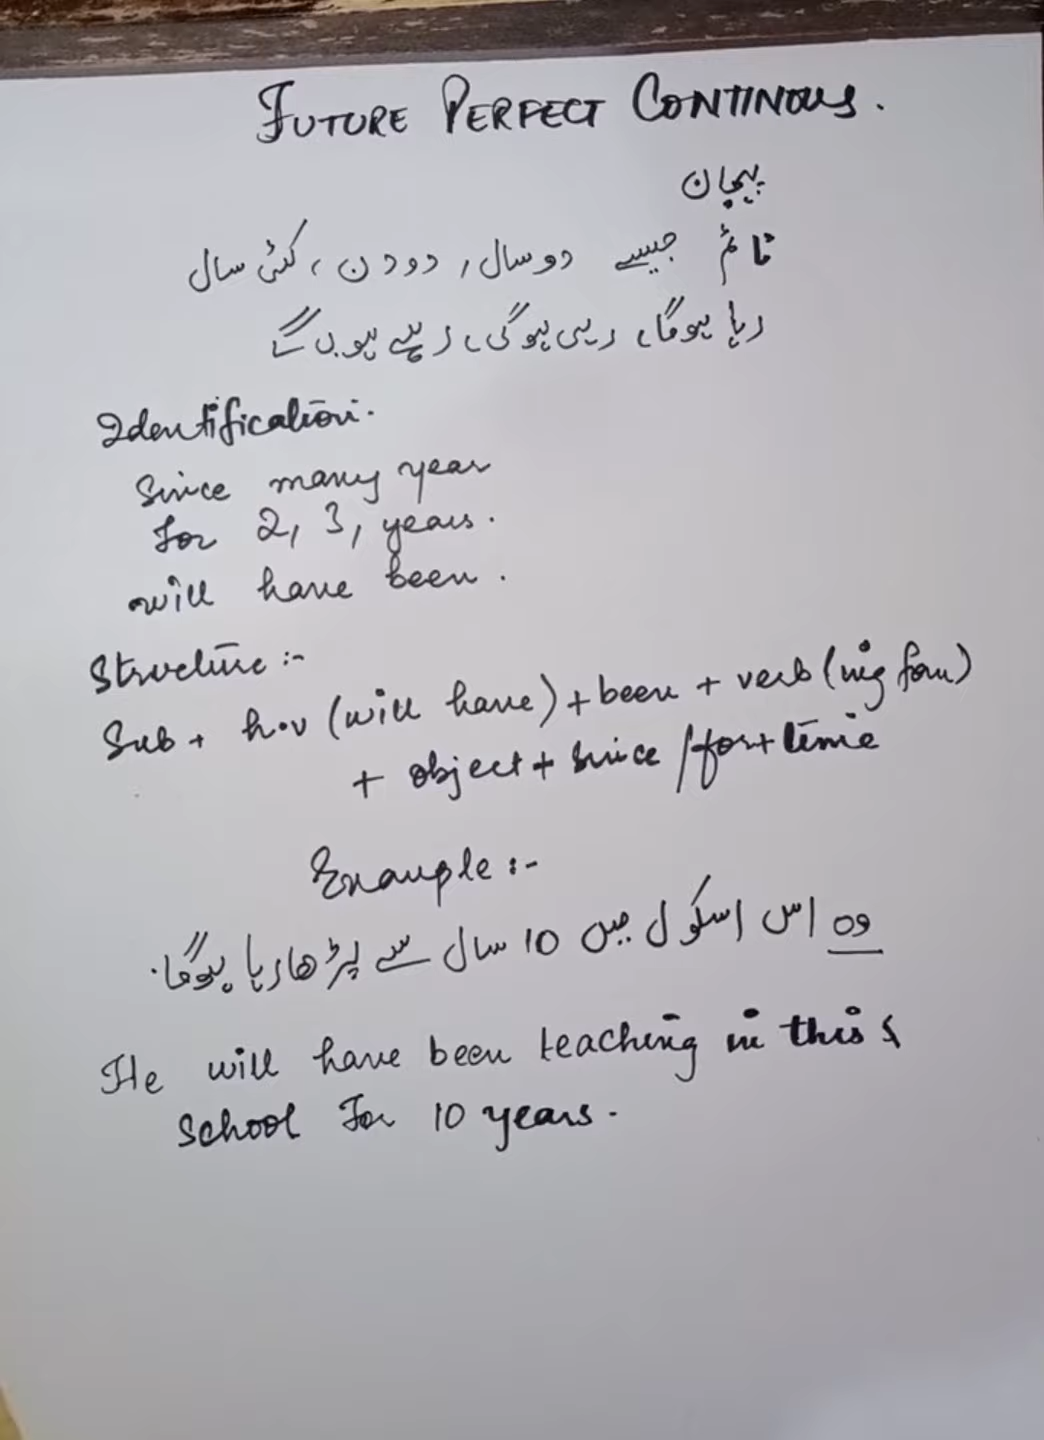 FUTURE PERFECT CONTINOUS.
پہچان
ٹائم جیسے دو سال، دو دن، کئی سال
رہا ہوگا، رہی ہوگی، رہے ہوں گے
Identification.
Since many year
For 2, 3, years.
will have been.
Structure:-
Sub + h.v (will have) + been + verb (ing form)
+ object + since / for + time
Example:-
وہ اس اسکول میں 10 سال سے پڑھا رہا ہوگا.
He will have been teaching in this s
school For 10 years.